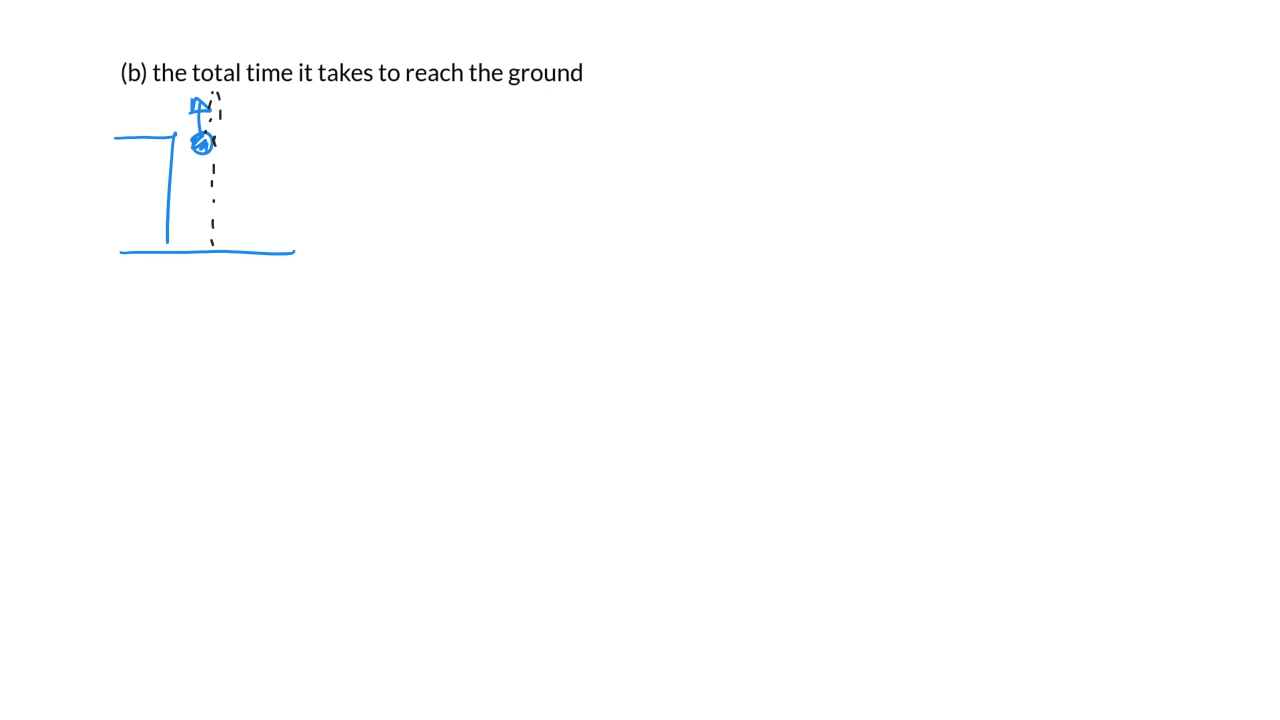 (b) the total time it takes to reach the ground